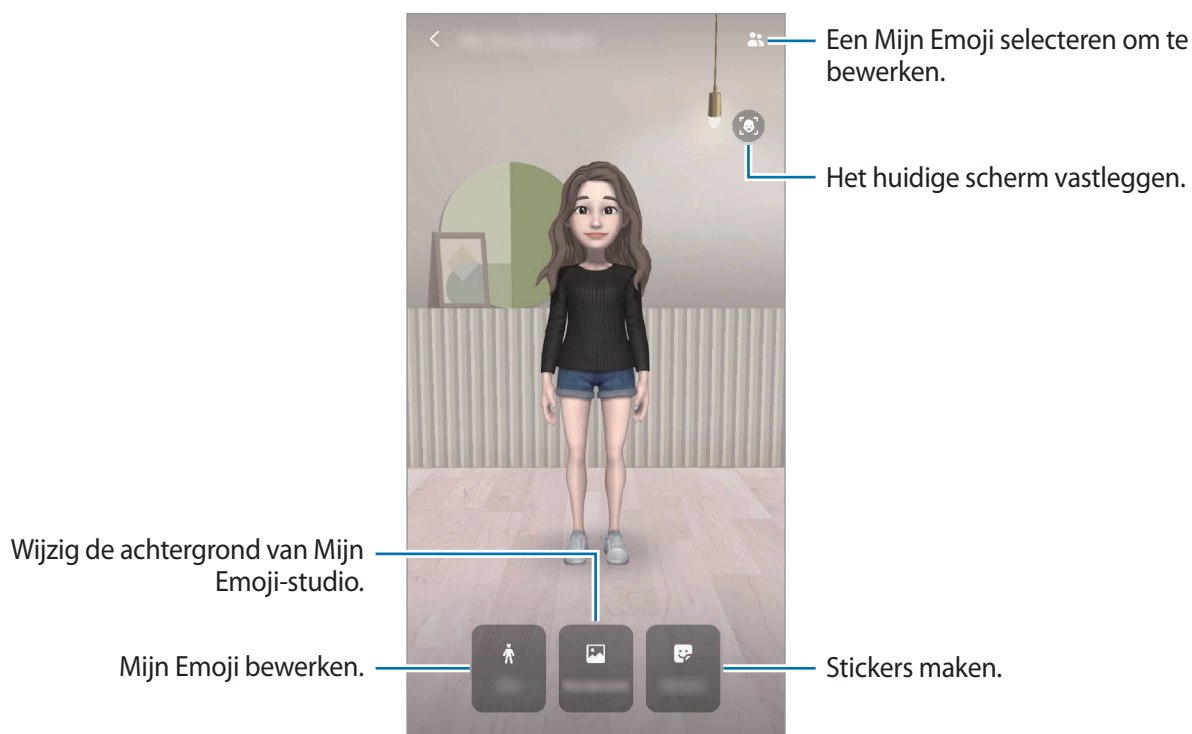 Een Mijn Emoji selecteren om te
bewerken.
Het huidige scherm vastleggen.
Wijzig de achtergrond van Mijn
Emoji-studio.
Mijn Emoji bewerken.
Stickers maken.